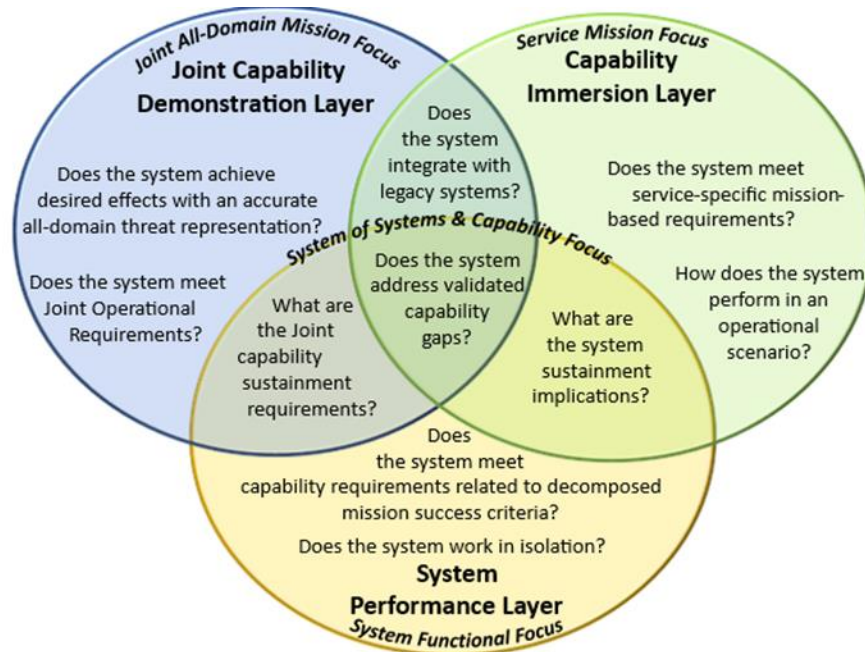 Joint All-Domain Mission Focus
Joint Capability
Demonstration Layer
Service Mission Focus
Capability
Immersion Layer
Does
the system
integrate with
legacy systems?
Does the system achieve
desired effects with an accurate
all-domain threat representation?
Does the system meet
service-specific mission-
based requirements?
System of Systems & Capability Focus
Does the system meet
Joint Operational
Requirements?
What are
the Joint
capability
sustainment
requirements?
Does the system
address validated
capability
gaps?
What are
the system
sustainment
implications?
How does the system
perform in an
operational
scenario?
Does
the system meet
capability requirements related to decomposed
mission success criteria?
Does the system work in isolation?
System
Performance Layer
System Functional Focus